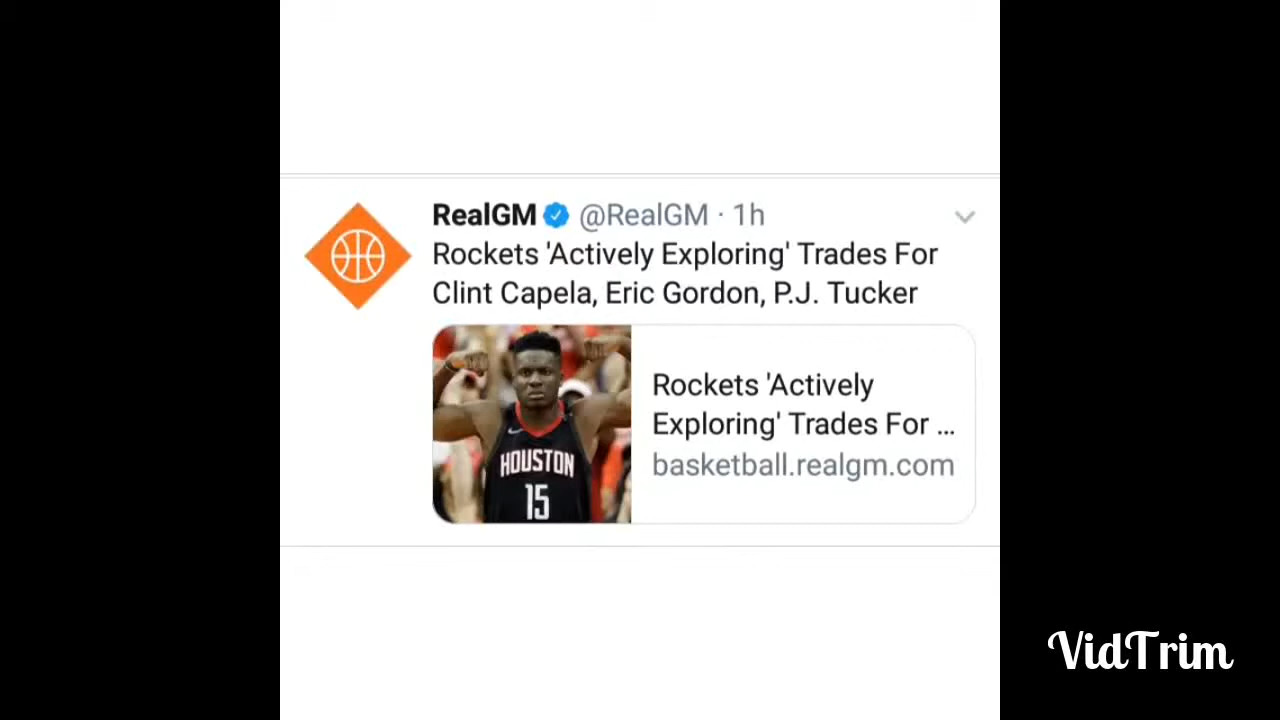 RealGM @RealGM · 1h
Rockets 'Actively Exploring' Trades For
Clint Capela, Eric Gordon, P.J. Tucker
HOUSTON
15
Rockets 'Actively
Exploring' Trades For ...
basketball.realgm.com
VidTrim